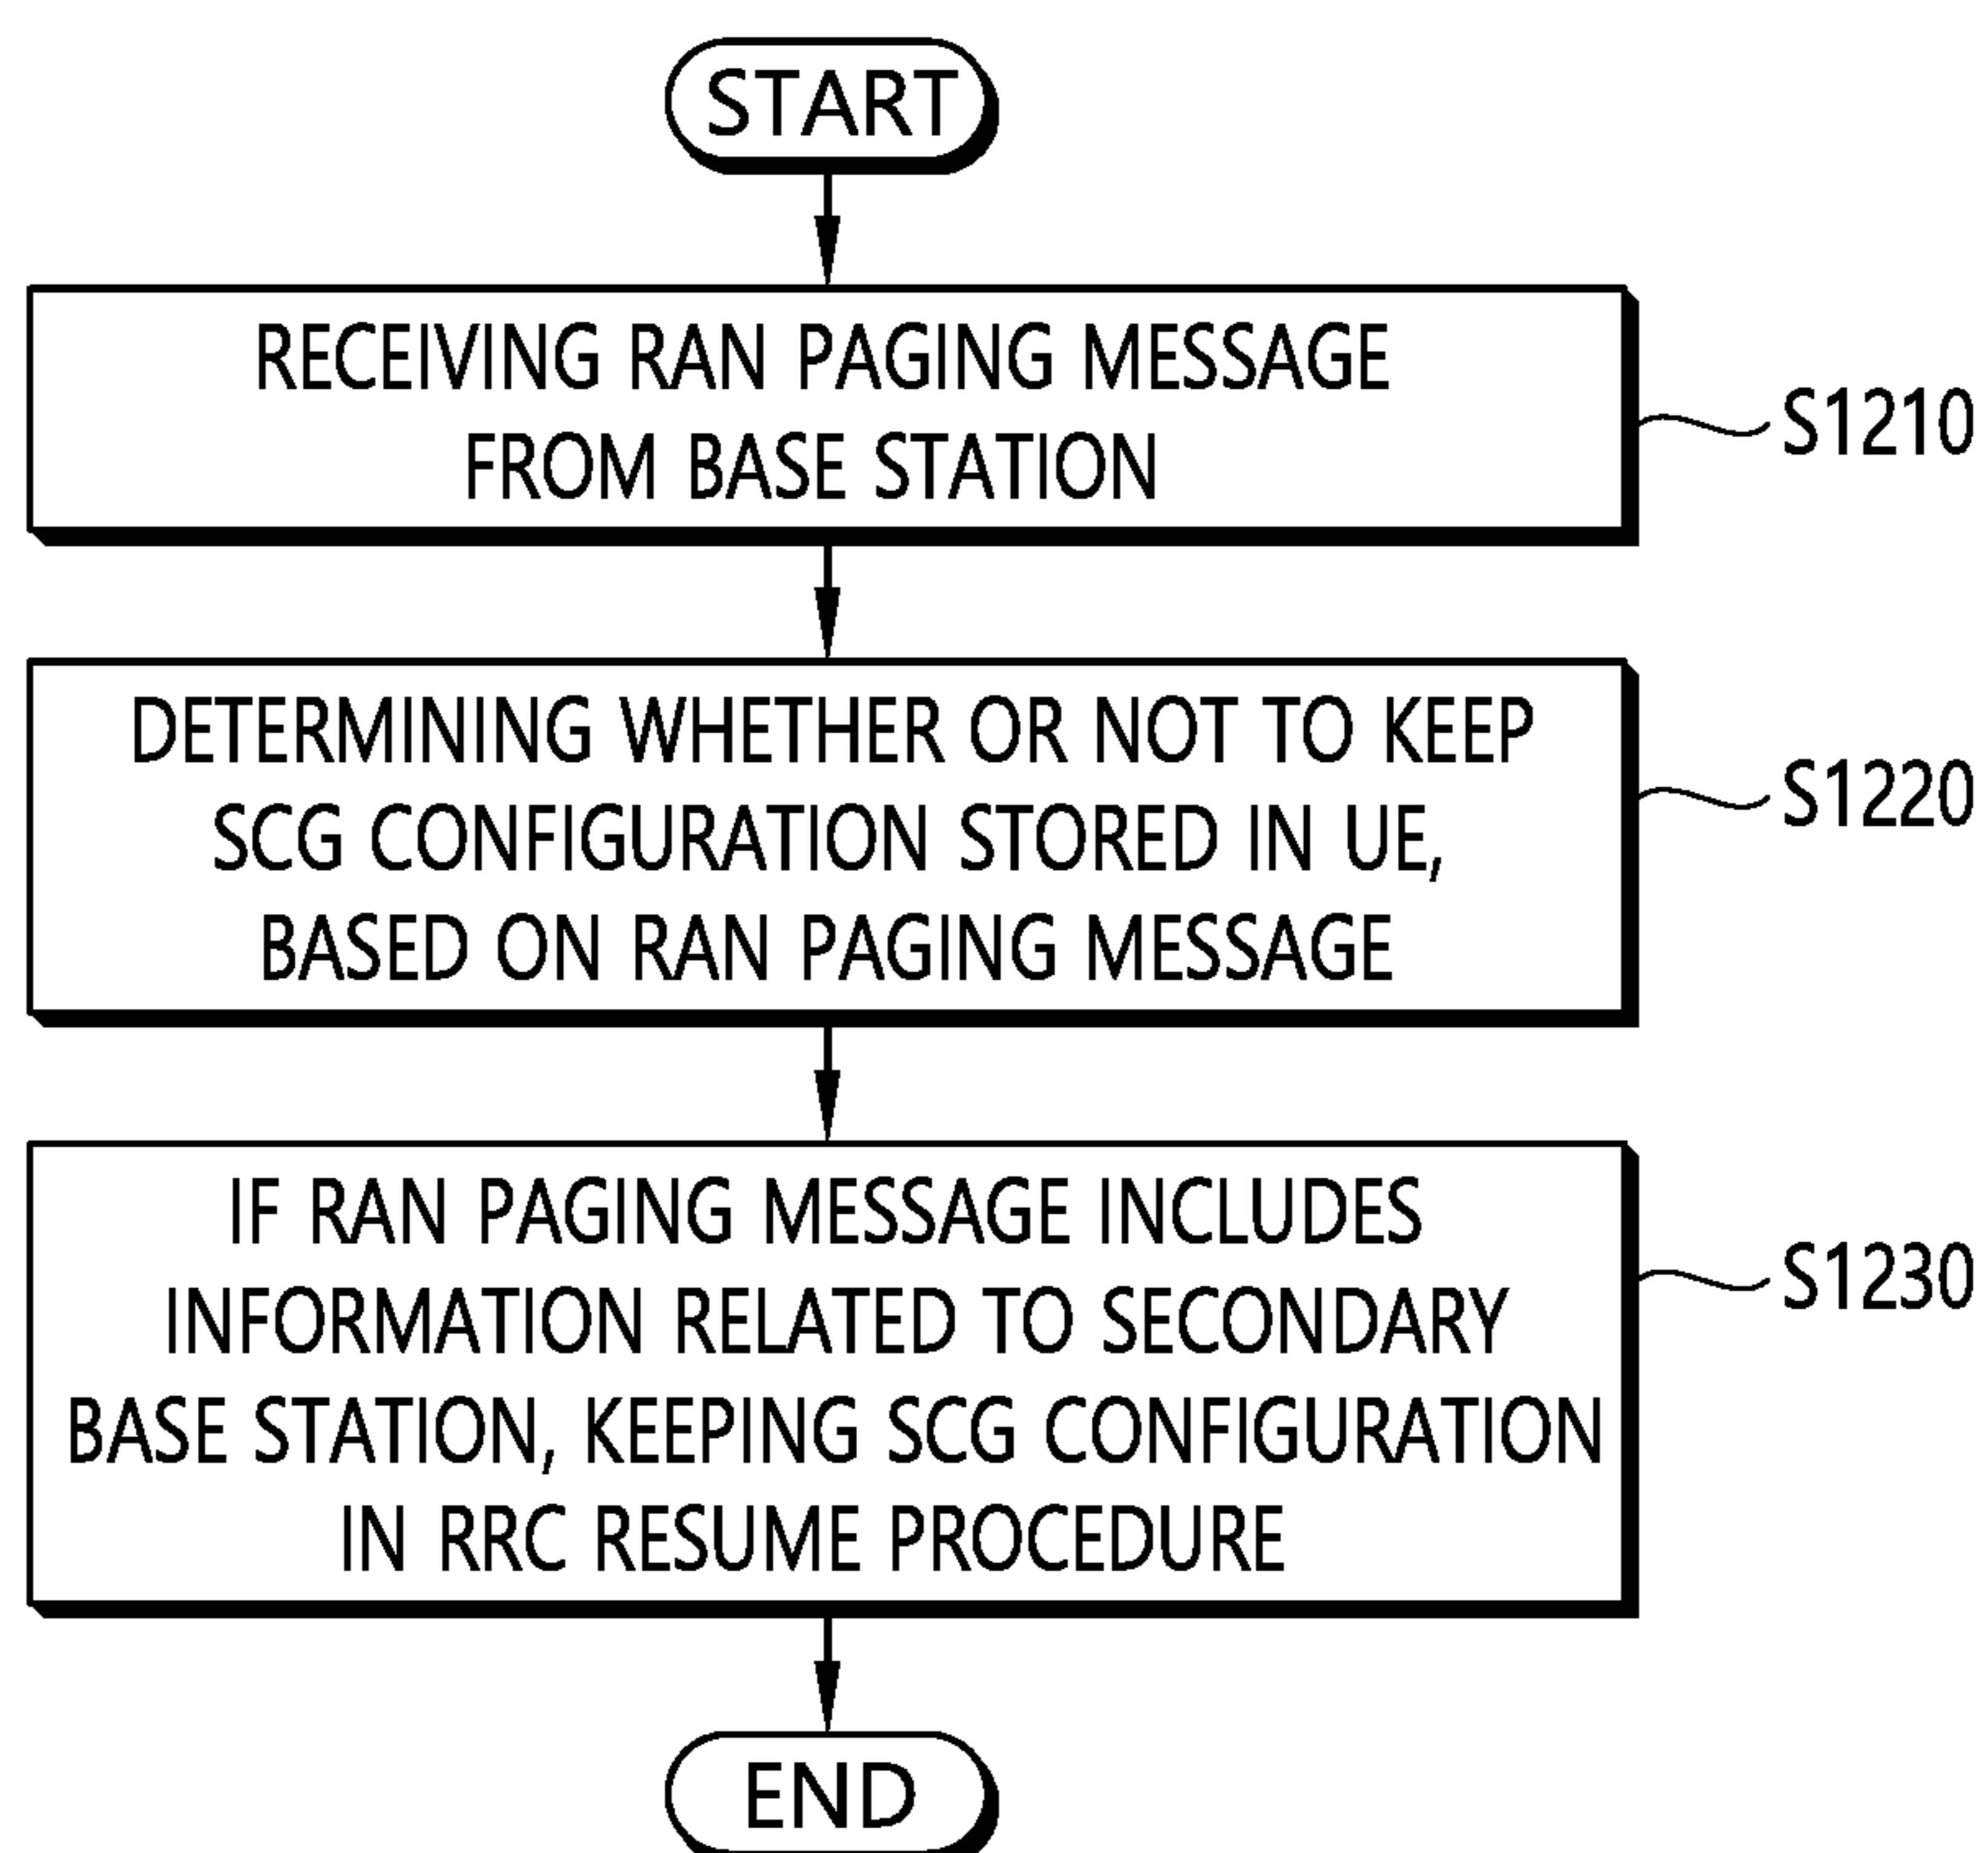 START
RECEIVING RAN PAGING MESSAGE
FROM BASE STATION
S1210
DETERMINING WHETHER OR NOT TO KEEP
SCG CONFIGURATION STORED IN UE,
BASED ON RAN PAGING MESSAGE
S1220
IF RAN PAGING MESSAGE INCLUDES
INFORMATION RELATED TO SECONDARY
BASE STATION, KEEPING SCG CONFIGURATION
IN RRC RESUME PROCEDURE
S1230
END